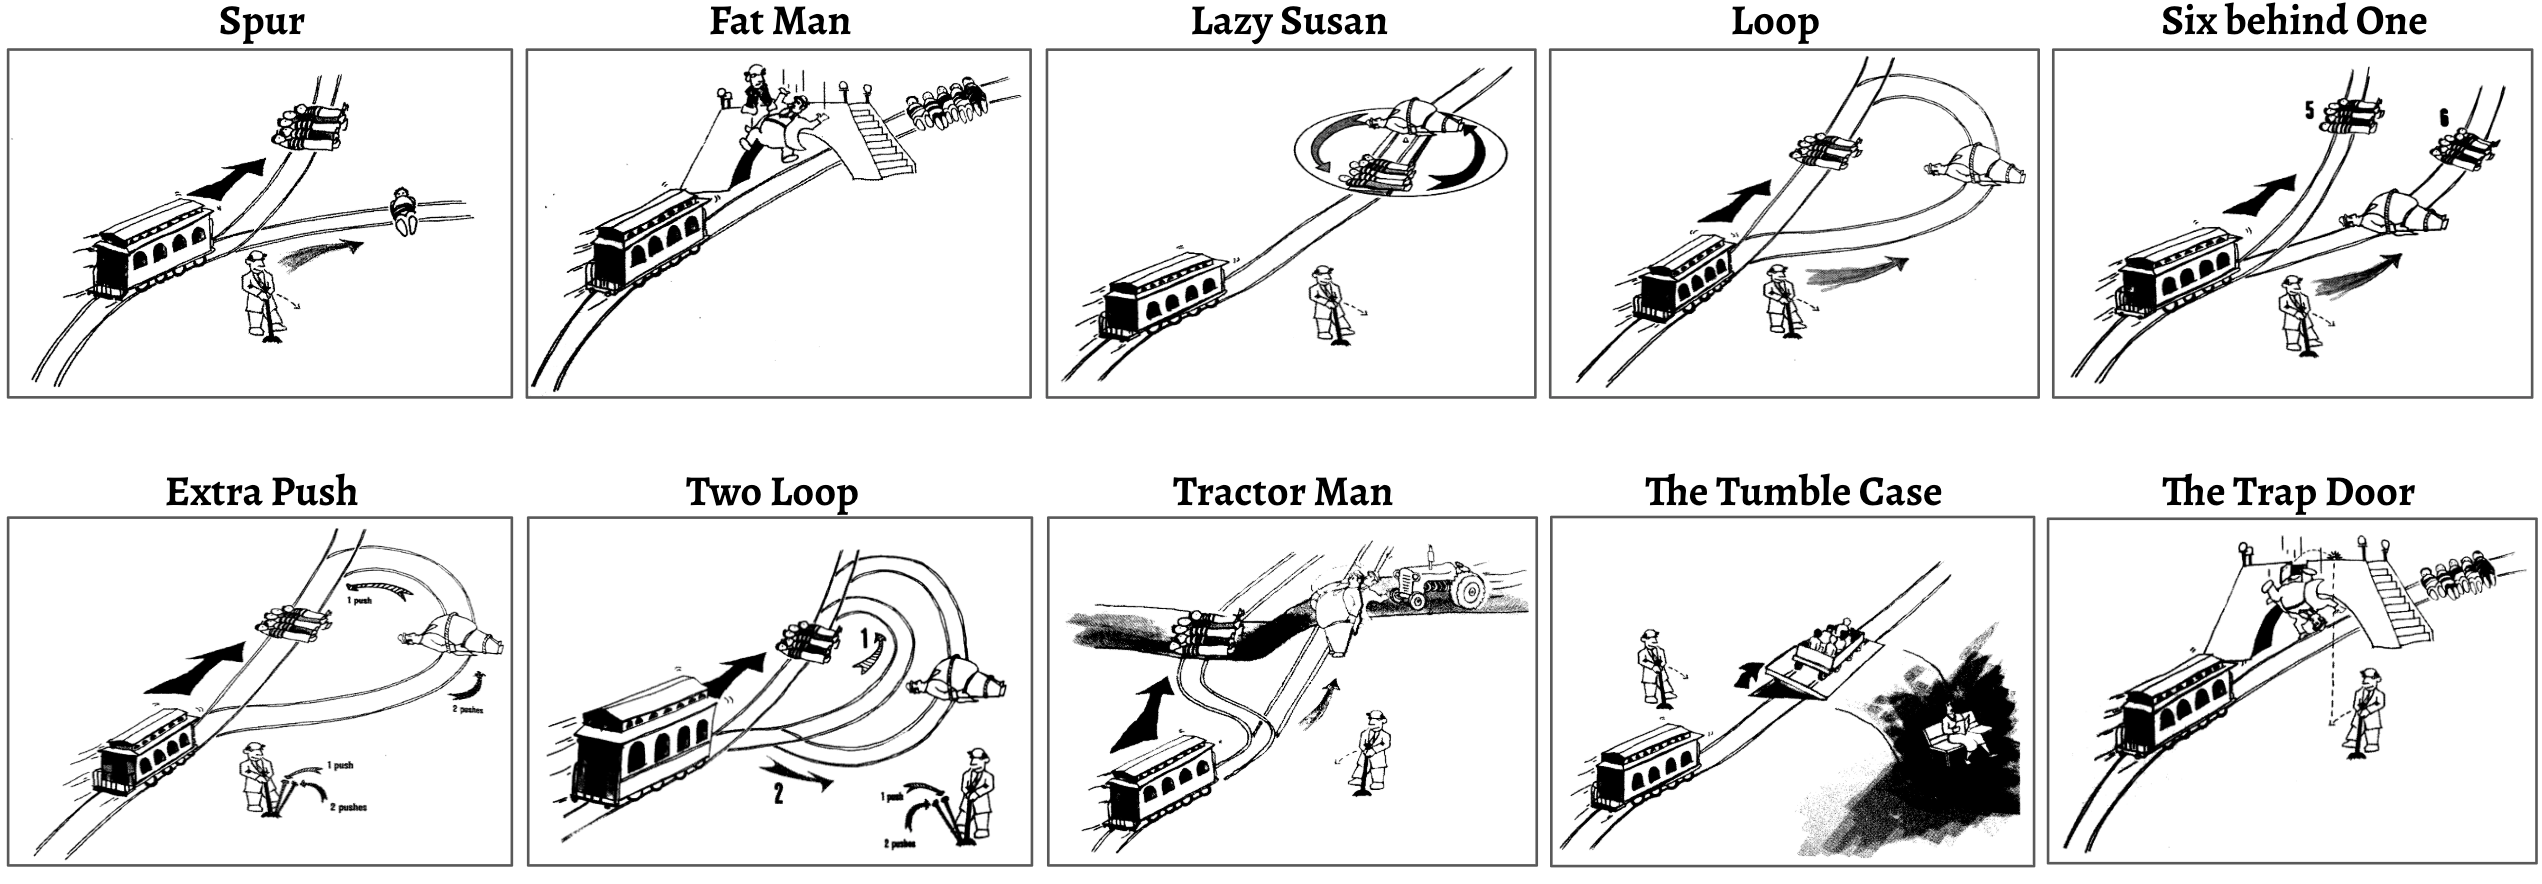 Spur
Fat Man
Lazy Susan
Loop
Six behind One
5
6
Extra Push
Two Loop
Tractor Man
The Tumble Case
The Trap Door
1 push
2 pushes
1 push
2 pushes
1
2
1 push
2 pushes